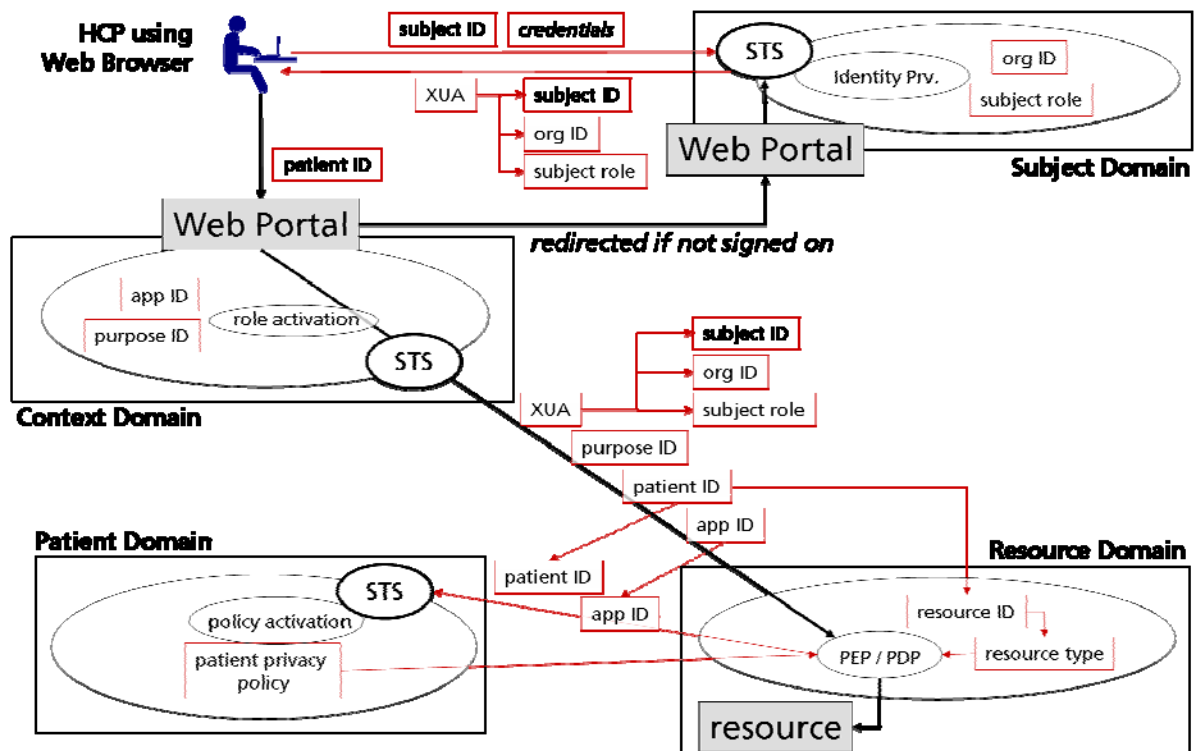 HCP using
Web Browser
subject ID
credentials
STS
Identity Prv.
org ID
subject role
XUA
subject ID
org ID
subject role
Web Portal
Subject Domain
patient ID
Web Portal
redirected if not signed on
app ID
purpose ID
role activation
STS
Context Domain
subject ID
org ID
XUA
subject role
purpose ID
patient ID
app ID
Patient Domain
Resource Domain
STS
patient ID
policy activation
app ID
resource ID
patient privacy
policy
PEP / PDP
resource type
resource